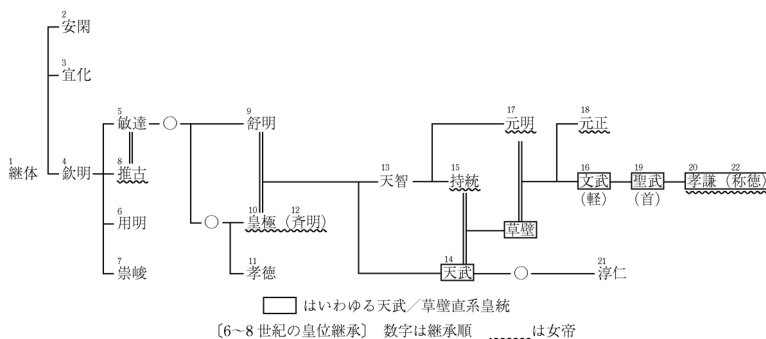 2
安閑
3
宣化
5
敏達 ○
9
舒明
17
元明
18
元正
1
継体
4
欽明
8
推古
13
天智
15
持統
16
文武
(軽)
19
聖武
(首)
20 22
孝謙(称徳)
6
用明
10 12
○ 皇極(斉明)
草壁
7
崇峻
11
孝徳
14
天武 ○
21
淳仁
はいわゆる天武／草壁直系皇統
〔6～8世紀の皇位継承〕 数字は継承順 は女帝